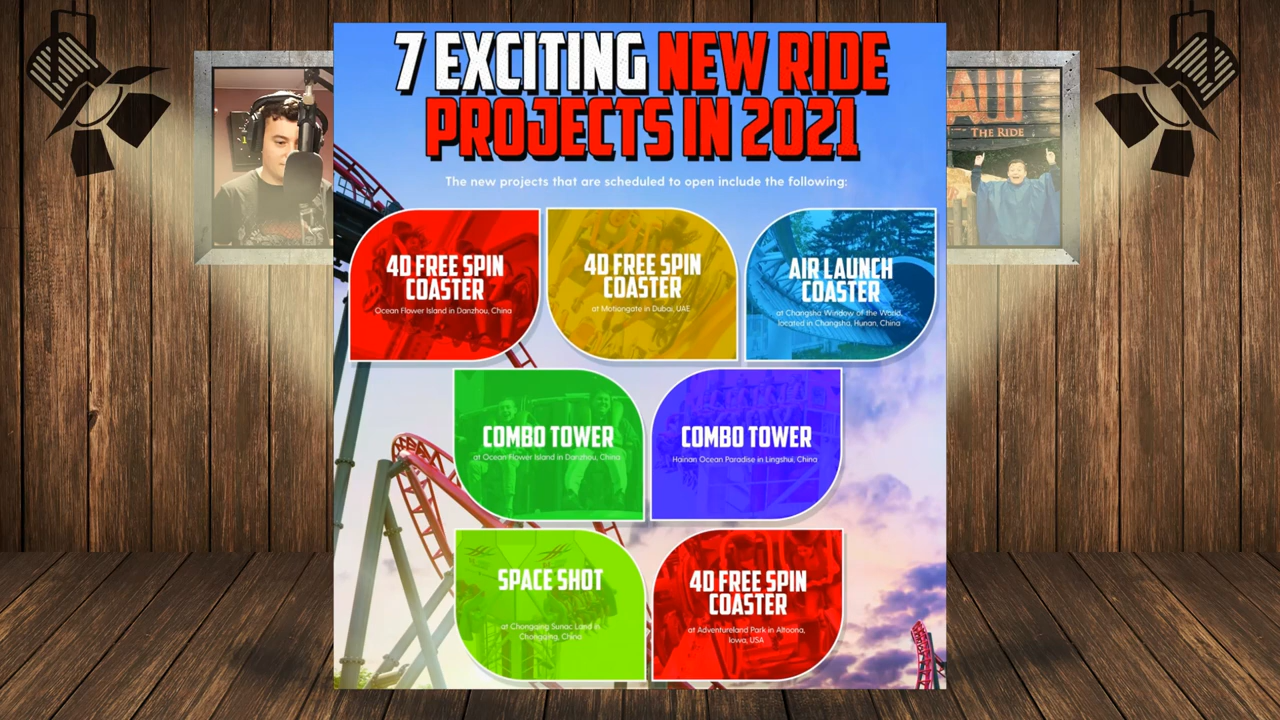 7 EXCITING NEW RIDE
PROJECTS IN 2021
The new projects that are scheduled to open include the following:
4D FREE SPIN
COASTER
Ocean Flower Island in Danzhou, China
4D FREE SPIN
COASTER
at Motiongate in Dubai, UAE
AIR LAUNCH
COASTER
at Changsha Window of the World,
located in Changsha, Hunan, China
COMBO TOWER
at Ocean Flower Island in Danzhou, China
COMBO TOWER
Hainan Ocean Paradise in Lingshui, China
SPACE SHOT
at Chongqing Sunac Land in
Chongqing, China
4D FREE SPIN
COASTER
at Adventureland Park in Altoona,
Iowa, USA
THE RIDE